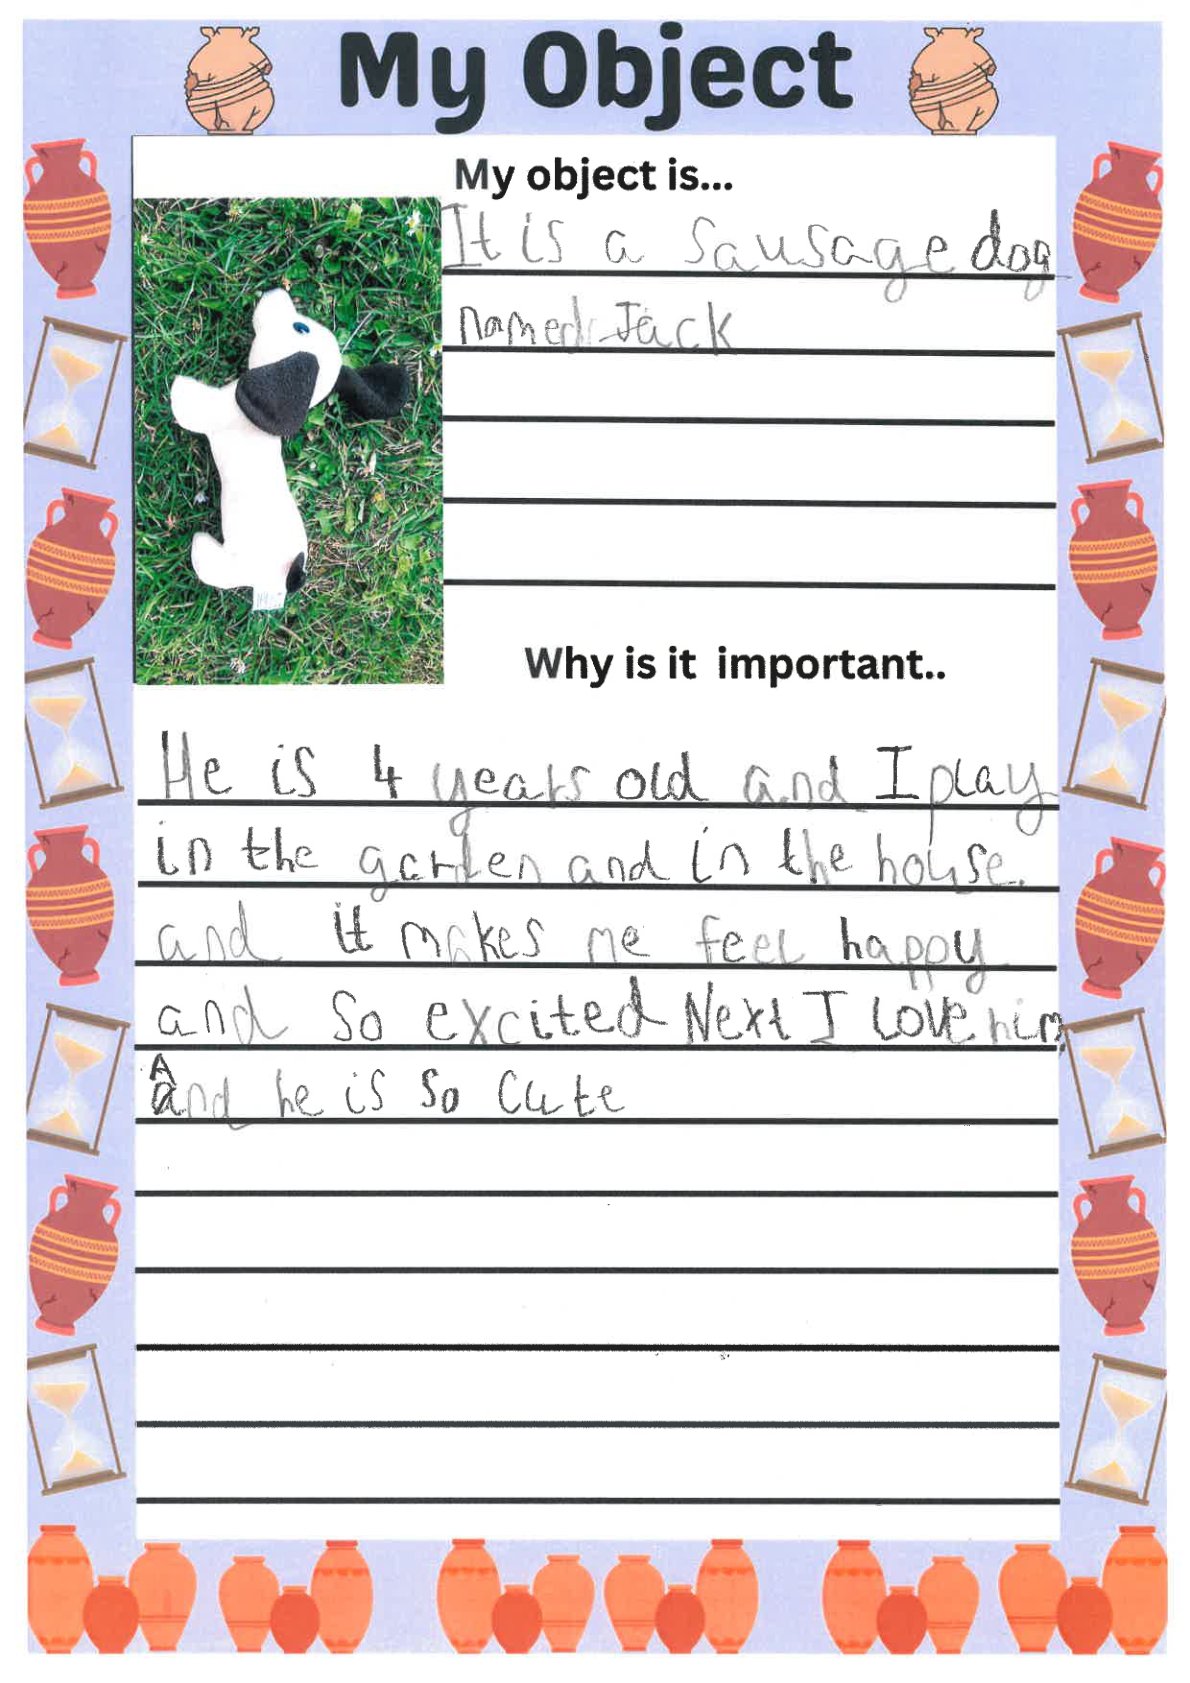 My Object
My object is...
It is a sausage dog
named Jack
Why is it important..
He is 4 years old and I play
in the garden and in the house.
and it makes me feel happy
and so excited Next I love him
And he is so cute